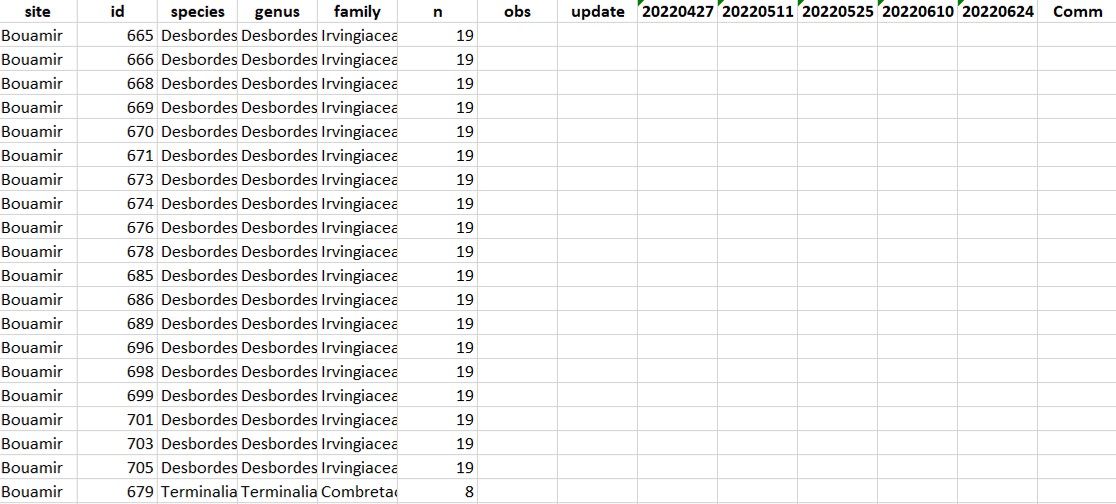 site id species genus family n obs update 20220427 20220511 20220525 20220610 20220624 Comm
Bouamir 665 Desbordes Desbordes Irvingiacea 19
Bouamir 666 Desbordes Desbordes Irvingiacea 19
Bouamir 668 Desbordes Desbordes Irvingiacea 19
Bouamir 669 Desbordes Desbordes Irvingiacea 19
Bouamir 670 Desbordes Desbordes Irvingiacea 19
Bouamir 671 Desbordes Desbordes Irvingiacea 19
Bouamir 673 Desbordes Desbordes Irvingiacea 19
Bouamir 674 Desbordes Desbordes Irvingiacea 19
Bouamir 676 Desbordes Desbordes Irvingiacea 19
Bouamir 678 Desbordes Desbordes Irvingiacea 19
Bouamir 685 Desbordes Desbordes Irvingiacea 19
Bouamir 686 Desbordes Desbordes Irvingiacea 19
Bouamir 689 Desbordes Desbordes Irvingiacea 19
Bouamir 696 Desbordes Desbordes Irvingiacea 19
Bouamir 698 Desbordes Desbordes Irvingiacea 19
Bouamir 699 Desbordes Desbordes Irvingiacea 19
Bouamir 701 Desbordes Desbordes Irvingiacea 19
Bouamir 703 Desbordes Desbordes Irvingiacea 19
Bouamir 705 Desbordes Desbordes Irvingiacea 19
Bouamir 679 Terminalia Terminalia Combretac 8